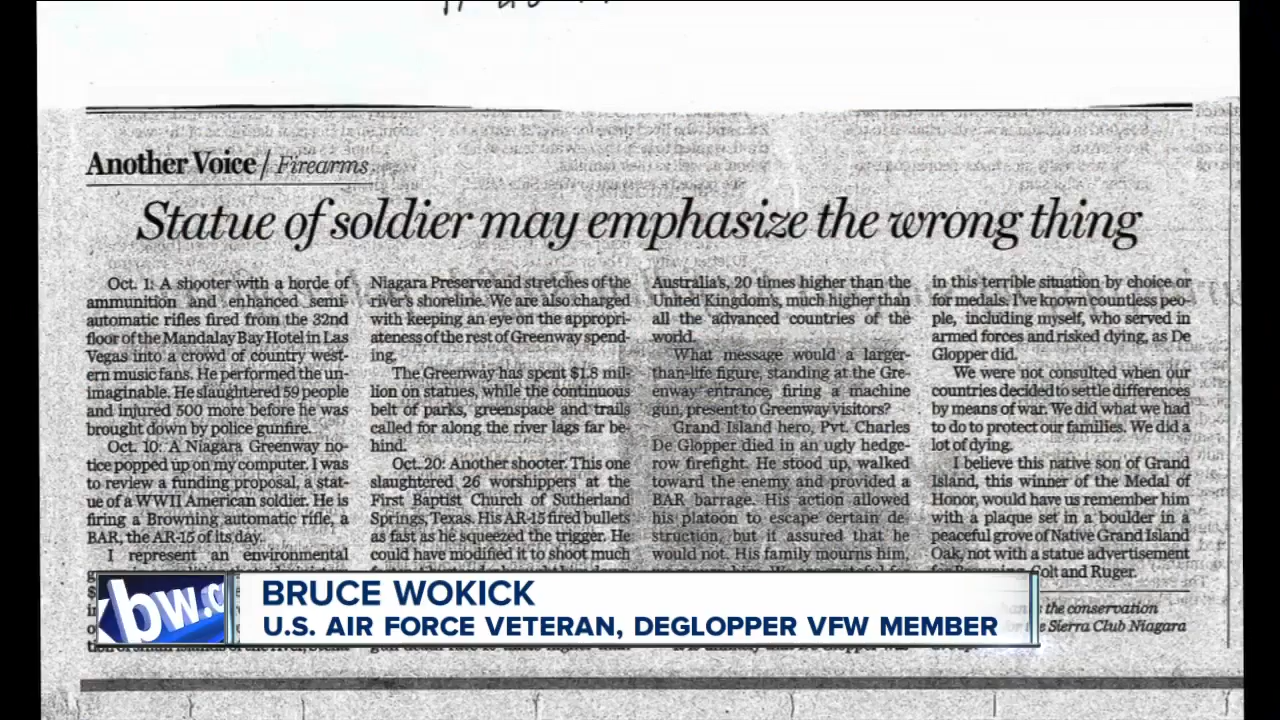 Another Voice / Firearms
Statue of soldier may emphasize the wrong thing
Oct. 1: A shooter with a horde of
ammunition and enhanced semi-
automatic rifles fired from the 32nd
floor of the Mandalay Bay Hotel in Las
Vegas into a crowd of country west-
ern music fans. He performed the un-
imaginable. He slaughtered 59 people
and injured 500 more before he was
brought down by police gunfire.
Oct. 10: A Niagara Greenway no-
tice popped up on my computer. I was
to review a funding proposal, a stat-
ue of a WWII American soldier. He is
firing a Browning automatic rifle, a
BAR, the AR-15 of its day.
I represent an environmental
Niagara Preserve and stretches of the
river's shoreline. We are also charged
with keeping an eye on the appropri-
ateness of the rest of Greenway spend-
ing.
The Greenway has spent $1.8 mil-
lion on statues, while the continuous
belt of parks, greenspace and trails
called for along the river lags far be-
hind.
Oct. 20: Another shooter. This one
slaughtered 26 worshippers at the
First Baptist Church of Sutherland
Springs, Texas. His AR-15 fired bullets
as fast as he squeezed the trigger. He
could have modified it to shoot much
Australia's, 20 times higher than the
United Kingdom's, much higher than
all the advanced countries of the
world.
What message would a larger-
than-life figure, standing at the Gre-
enway entrance, firing a machine
gun, present to Greenway visitors?
Grand Island hero, Pvt. Charles
De Glopper died in an ugly hedge-
row firefight. He stood up, walked
toward the enemy and provided a
BAR barrage. His action allowed
his platoon to escape certain de-
struction, but it assured that he
would not. His family mourns him,
in this terrible situation by choice or
for medals. I've known countless peo-
ple, including myself, who served in
armed forces and risked dying, as De
Glopper did.
We were not consulted when our
countries decided to settle differences
by means of war. We did what we had
to do to protect our families. We did a
lot of dying.
I believe this native son of Grand
Island, this winner of the Medal of
Honor, would have us remember him
with a plaque set in a boulder in a
peaceful grove of Native Grand Island
Oak, not with a statue advertisement
Colt and Ruger.
the conservation
Sierra Club Niagara
kbw.c
BRUCE WOKICK
U.S. AIR FORCE VETERAN, DEGLOPPER VFW MEMBER